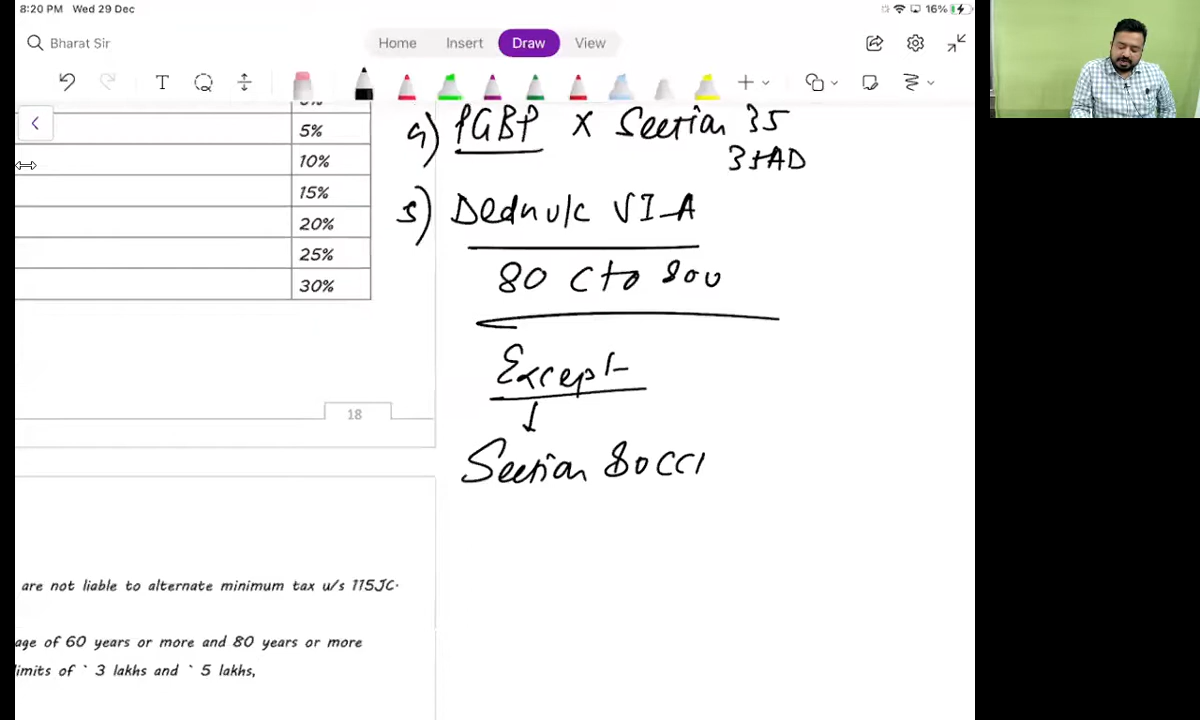 8:20 PM Wed 29 Dec
16%
Bharat Sir
Home Insert Draw View
5%
10%
15%
20%
25%
30%
18
are not liable to alternate minimum tax u/s 115JC.
age of 60 years or more and 80 years or more
limits of ` 3 lakhs and ` 5 lakhs,
4) PGBP x Section 35
35AD
5) Dedn u/c VI-A
80 C to 80U
Except
Section 80CC